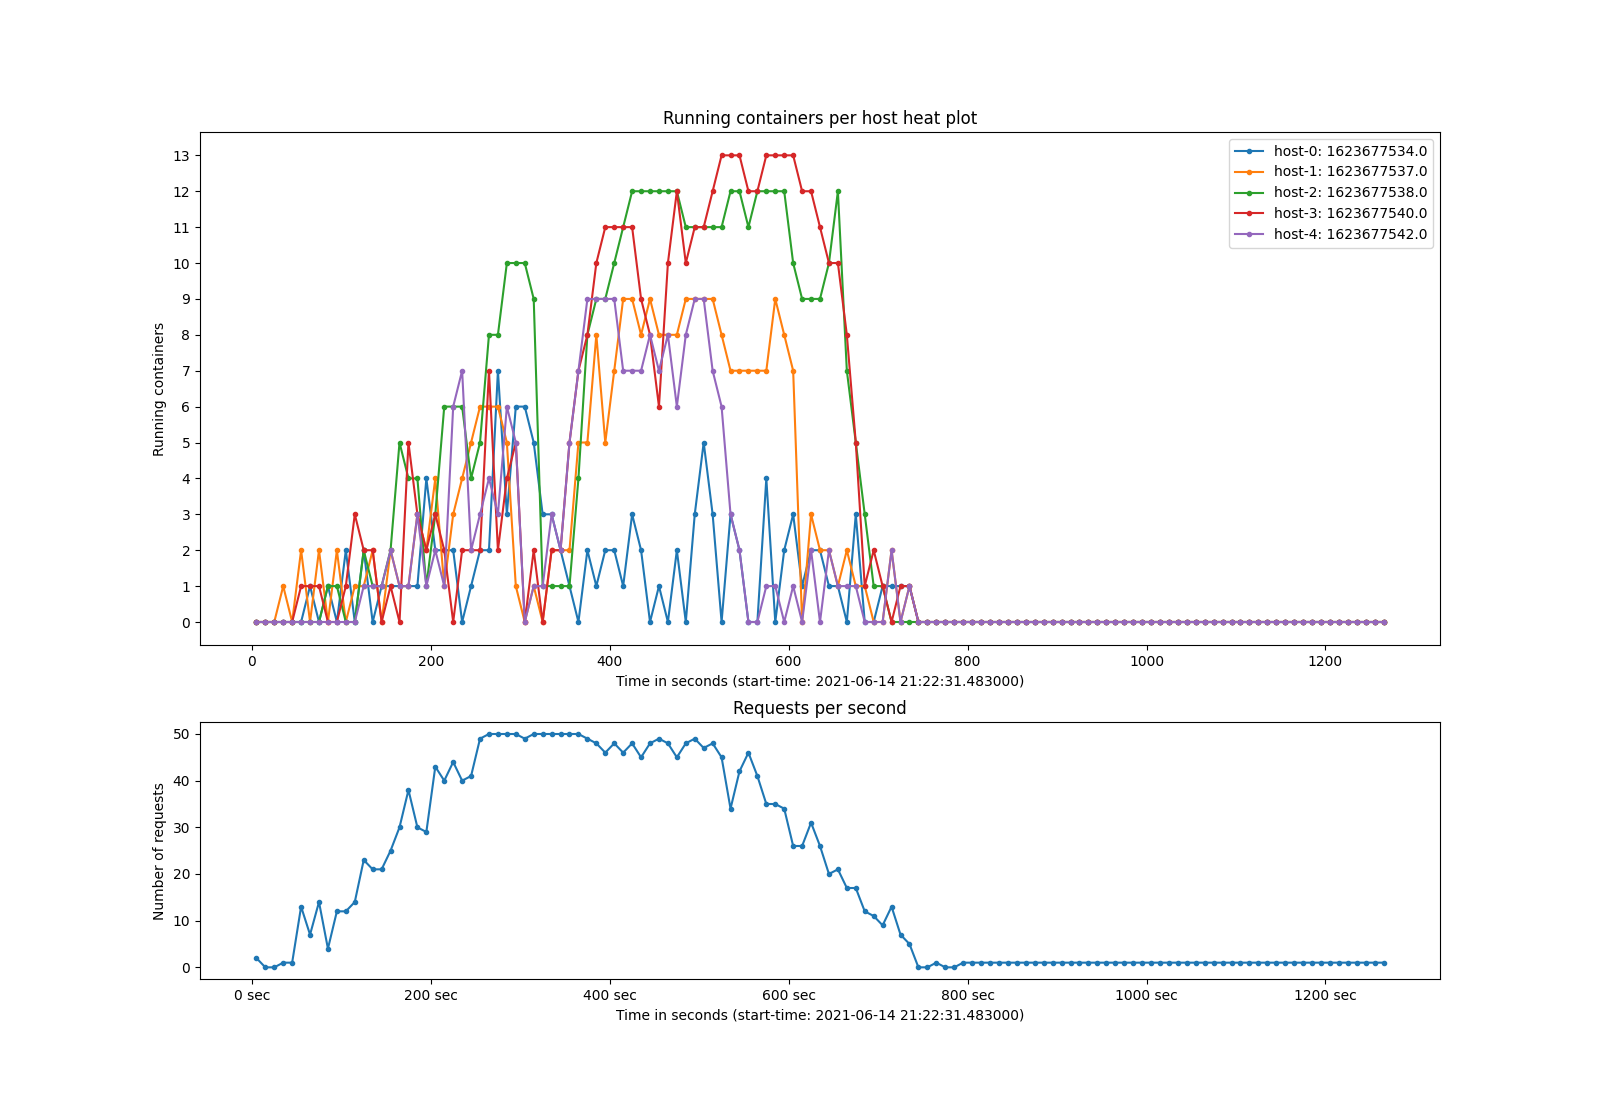 Running containers per host heat plot
Running containers
13
12
11
10
9
8
7
6
5
4
3
2
1
0
host-0: 1623677534.0
host-1: 1623677537.0
host-2: 1623677538.0
host-3: 1623677540.0
host-4: 1623677542.0
0 200 400 600 800 1000 1200
Time in seconds (start-time: 2021-06-14 21:22:31.483000)
Requests per second
Number of requests
50
40
30
20
10
0
0 sec 200 sec 400 sec 600 sec 800 sec 1000 sec 1200 sec
Time in seconds (start-time: 2021-06-14 21:22:31.483000)